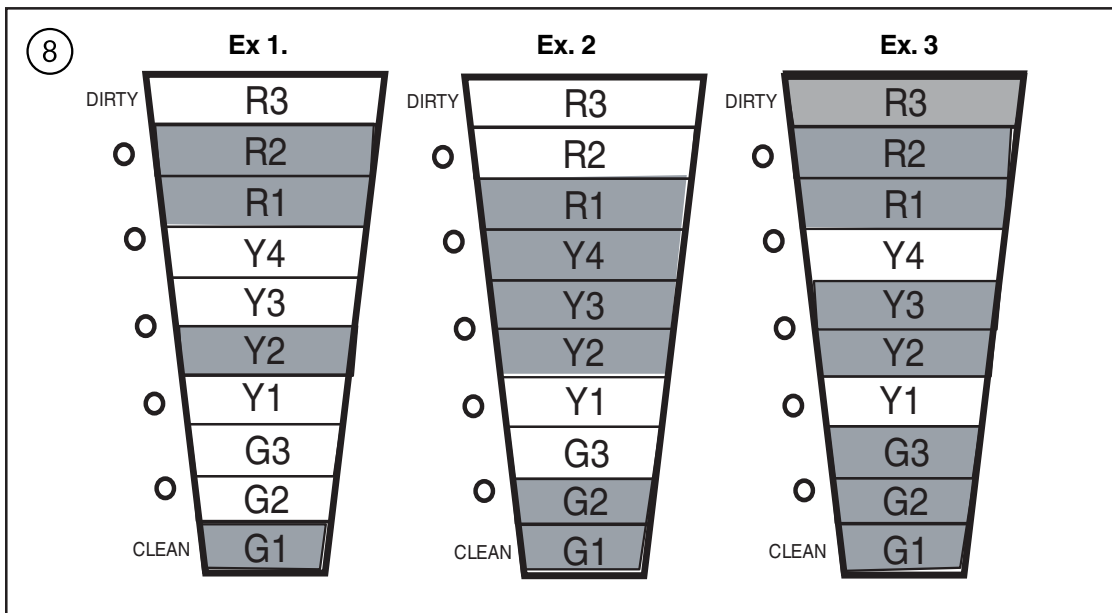 8
Ex 1.
Ex. 2
Ex. 3
DIRTY
R3
R2
R1
Y4
Y3
Y2
Y1
G3
G2
CLEAN
G1
DIRTY
R3
R2
R1
Y4
Y3
Y2
Y1
G3
G2
CLEAN
G1
DIRTY
R3
R2
R1
Y4
Y3
Y2
Y1
G3
G2
CLEAN
G1